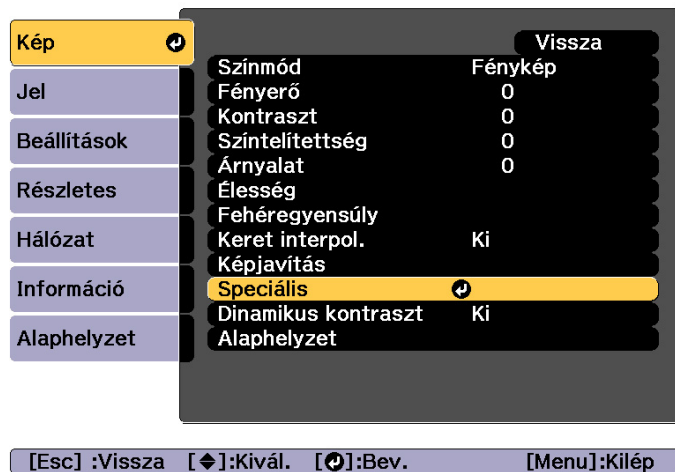 Kép
Jel
Beállítások
Részletes
Hálózat
Információ
Alaphelyzet
Vissza
Színmód Fénykép
Fényerő 0
Kontraszt 0
Színtelítettség 0
Árnyalat 0
Élesség
Fehéregyensúly
Keret interpol. Ki
Képjavítás
Speciális
Dinamikus kontraszt Ki
Alaphelyzet
[Esc] :Vissza [◆]:Kivál. [↵]:Bev. [Menu]:Kilép